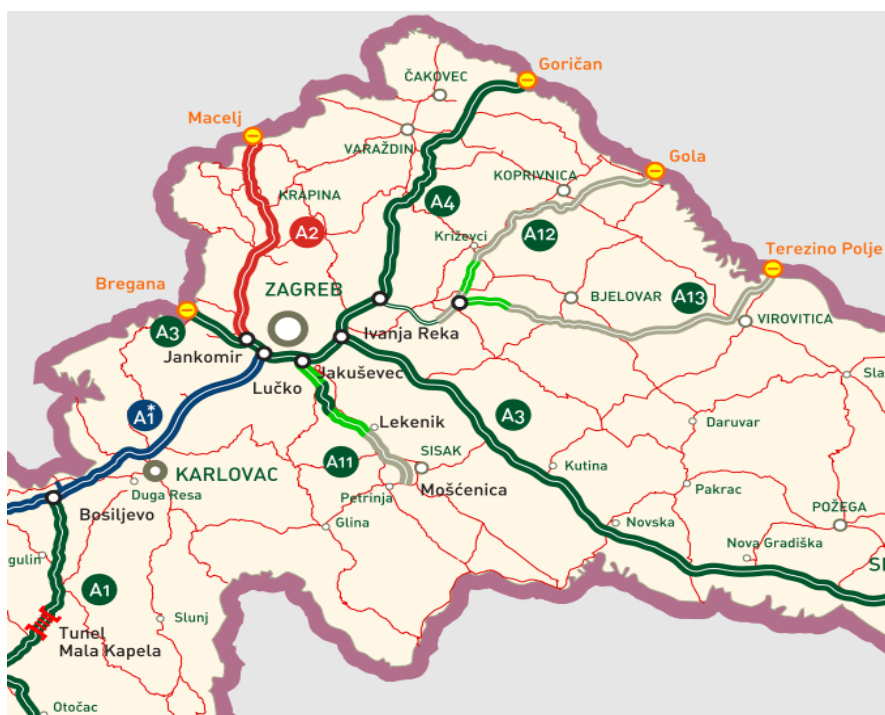 Goričan
ČAKOVEC
Macelj
VARAŽDIN
Gola
KOPRIVNICA
KRAPINA
A4
A2
Križevci
A12
Terezino Polje
Bregana
ZAGREB
BJELOVAR
A13
A3
Ivanja Reka
VIROVITICA
Jankomir
Jakuševec
Lučko
Sla
A1*
A3
Lekenik
Daruvar
A11
SISAK
KARLOVAC
Kutina
Duga Resa
Petrinja
Mošćenica
Pakrac
Bosiljevo
POŽEGA
Glina
Novska
gulin
Nova Gradiška
A1
Slunj
Tunel
Mala Kapela
Otočac